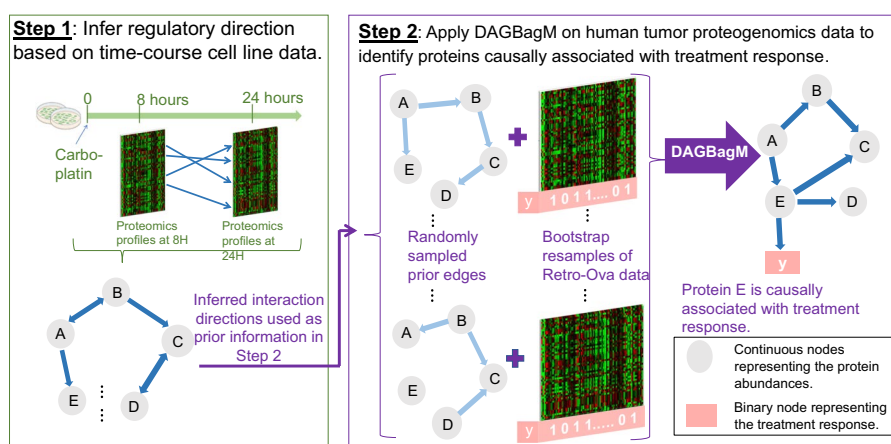 Step 1: Infer regulatory direction
based on time-course cell line data.
0
8 hours
24 hours
Carbo-
platin
Proteomics
profiles at 8H
Proteomics
profiles at
24H
B
A
C
E
D
Inferred interaction
directions used as
prior information in
Step 2
Step 2: Apply DAGBagM on human tumor proteogenomics data to
identify proteins causally associated with treatment response.
A
B
C
E
D
y 1 0 1 1.... 0 1
Randomly
sampled
prior edges
Bootstrap
resamples of
Retro-Ova data
A
B
C
E
D
y 1 0 1 1..... 0 1
DAGBagM
B
A
C
E
D
y
Protein E is causally
associated with treatment
response.
Continuous nodes
representing the protein
abundances.
Binary node representing
the treatment response.